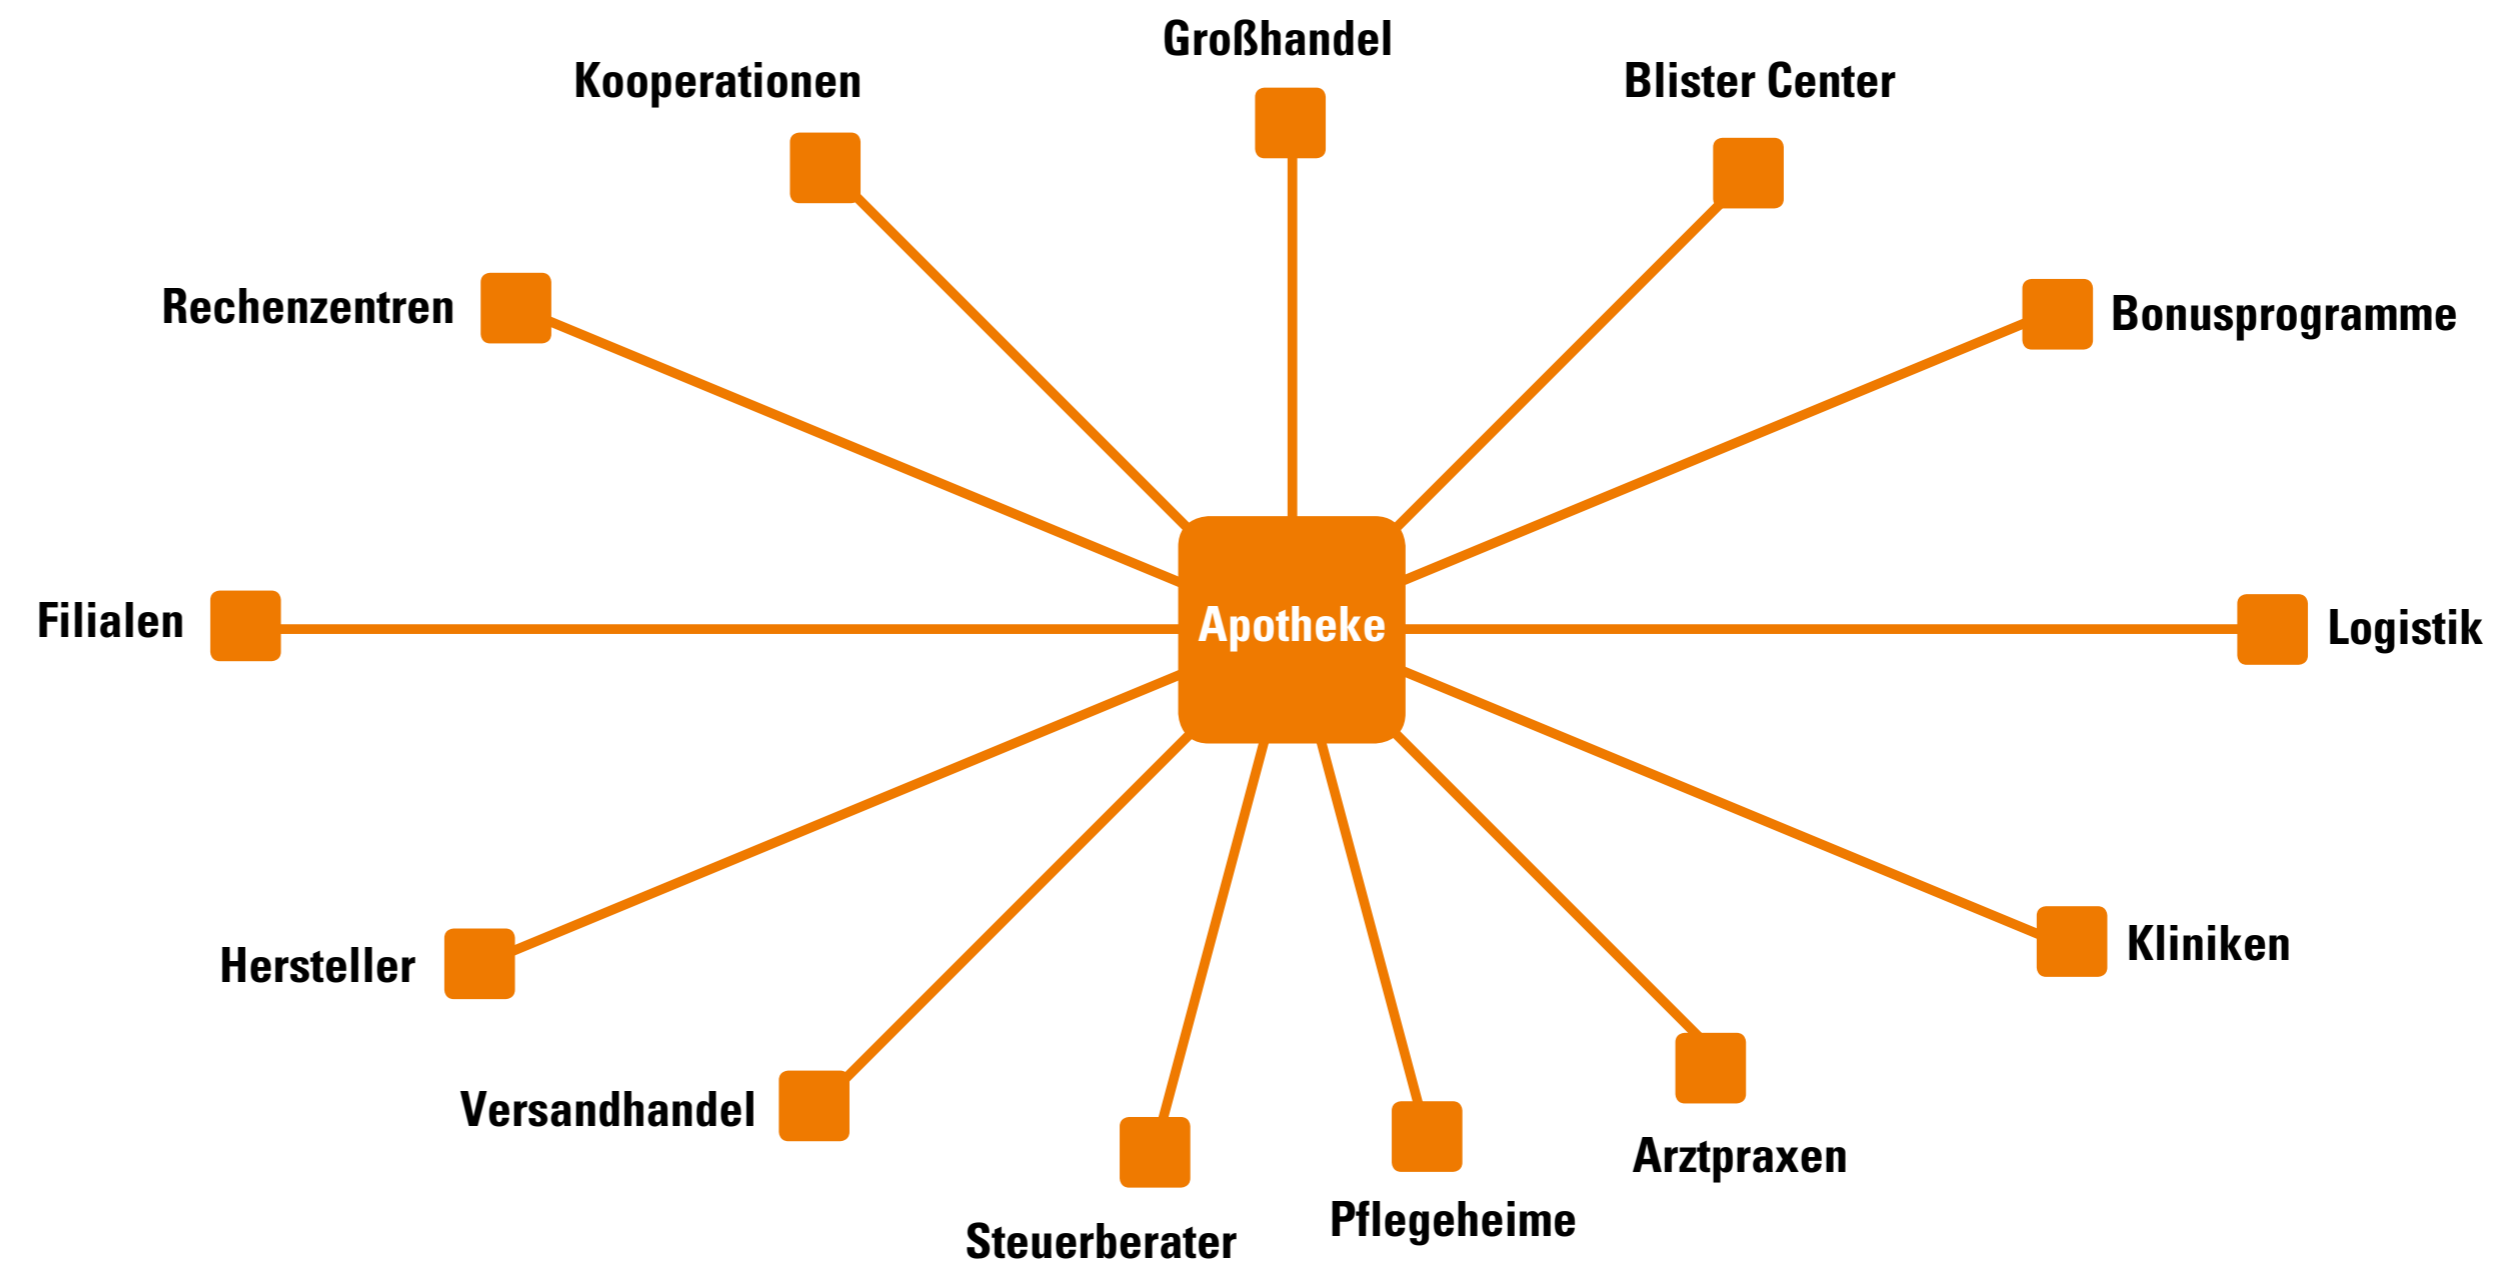 Großhandel
Kooperationen
Blister Center
Rechenzentren
Bonusprogramme
Filialen
Apotheke
Logistik
Hersteller
Kliniken
Versandhandel
Arztpraxen
Pflegeheime
Steuerberater